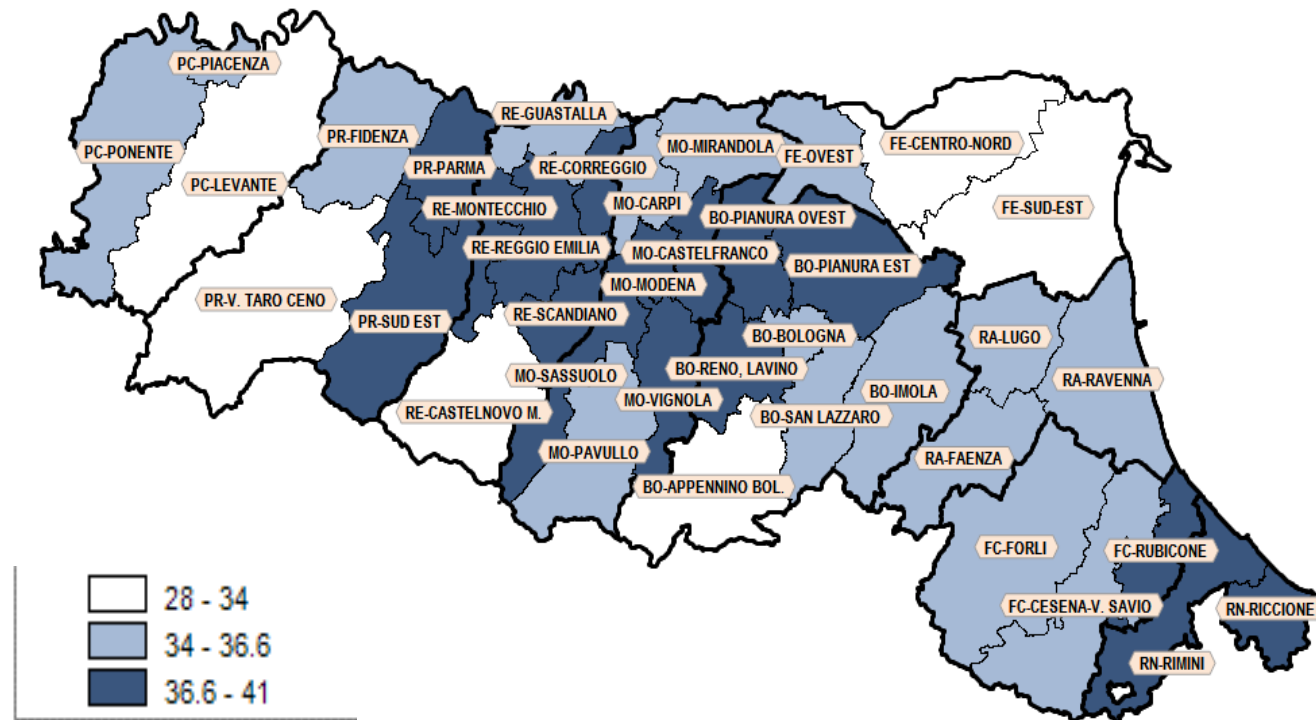 PC-PIACENZA
RE-GUASTALLA
PR-FIDENZA
MO-MIRANDOLA
FE-CENTRO-NORD
PC-PONENTE
FE-OVEST
PR-PARMA
RE-CORREGGIO
PC-LEVANTE
MO-CARPI
RE-MONTECCHIO
BO-PIANURA OVEST
FE-SUD-EST
RE-REGGIO EMILIA
MO-CASTELFRANCO
BO-PIANURA EST
MO-MODENA
PR-V. TARO CENO
PR-SUD EST
RE-SCANDIANO
BO-BOLOGNA
RA-LUGO
BO-RENO, LAVINO
MO-SASSUOLO
RA-RAVENNA
BO-IMOLA
MO-VIGNOLA
RE-CASTELNOVO M.
BO-SAN LAZZARO
MO-PAVULLO
RA-FAENZA
BO-APPENNINO BOL.
FC-FORLI
FC-RUBICONE
FC-CESENA-V. SAVIO
RN-RICCIONE
RN-RIMINI
28 - 34
34 - 36.6
36.6 - 41